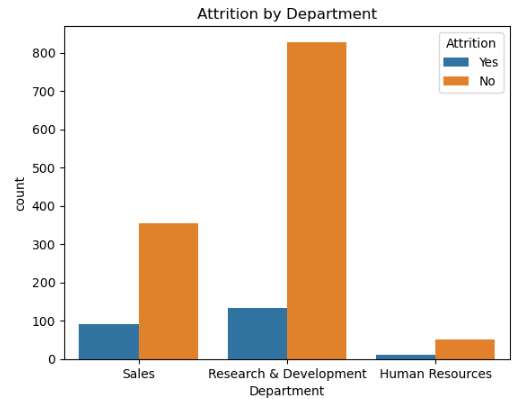 Attrition by Department
Attrition
Yes
No
count
800
700
600
500
400
300
200
100
0
Sales
Research & Development
Human Resources
Department